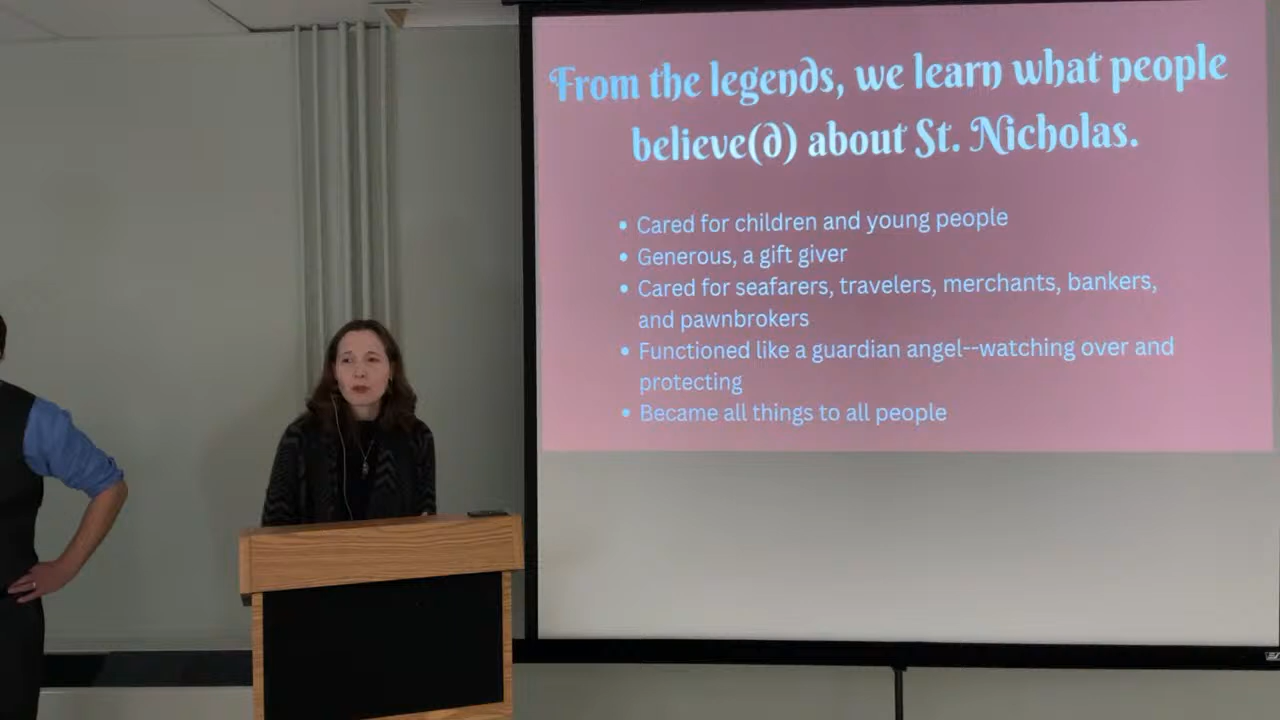 From the legends, we learn what people
believe(d) about St. Nicholas.
• Cared for children and young people
• Generous, a gift giver
• Cared for seafarers, travelers, merchants, bankers,
and pawnbrokers
• Functioned like a guardian angel--watching over and
protecting
• Became all things to all people